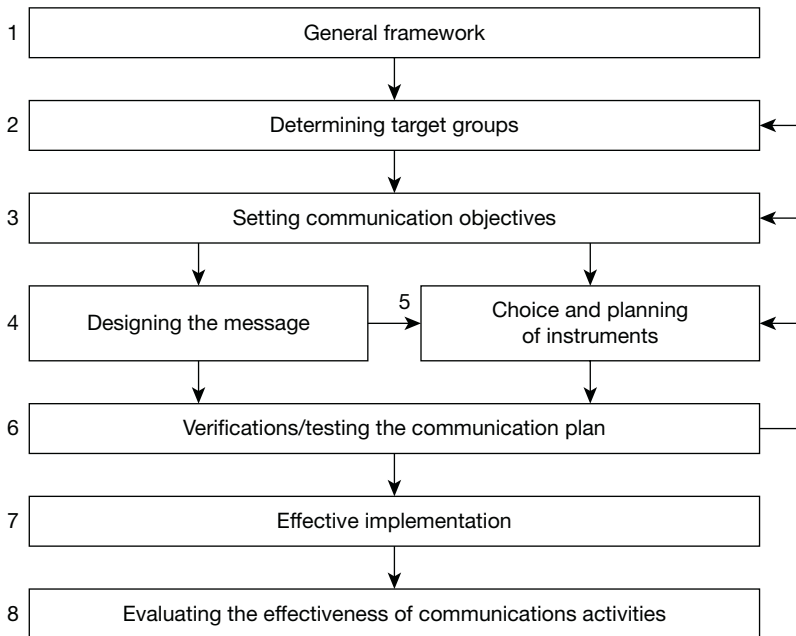 1
General framework
2
Determining target groups
3
Setting communication objectives
4
Designing the message
5
Choice and planning
of instruments
6
Verifications/testing the communication plan
7
Effective implementation
8
Evaluating the effectiveness of communications activities